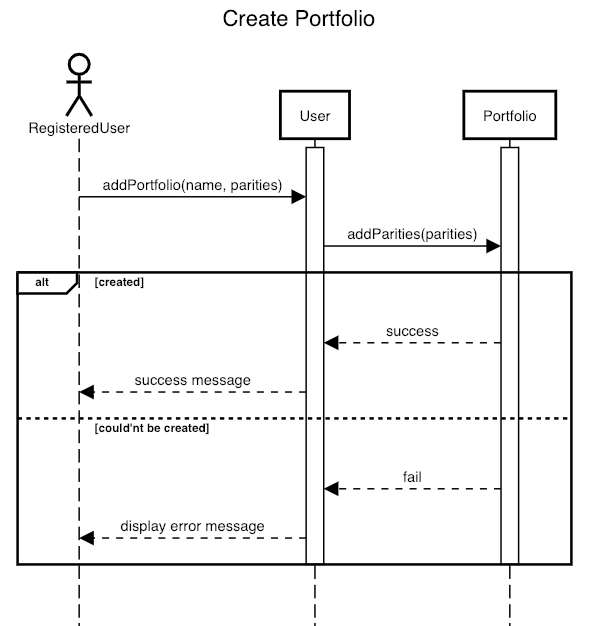 Create Portfolio
RegisteredUser
User
Portfolio
addPortfolio(name, parities)
addParities(parities)
alt
[created]
success
success message
[could'nt be created]
fail
display error message